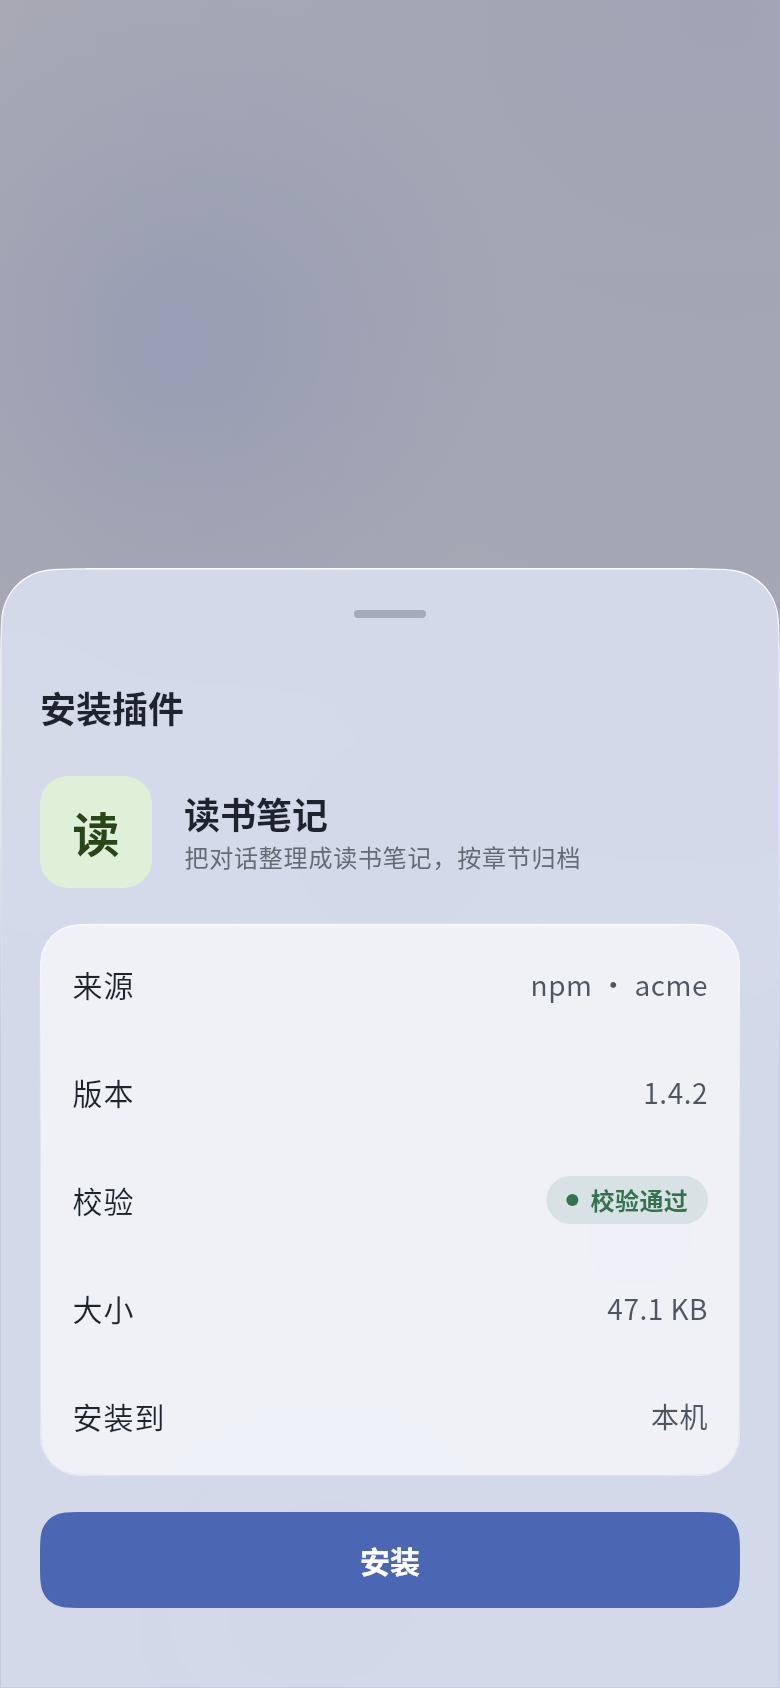 安装插件
读
读书笔记
把对话整理成读书笔记，按章节归档
来源 npm · acme
版本 1.4.2
校验 校验通过
大小 47.1 KB
安装到 本机
安装